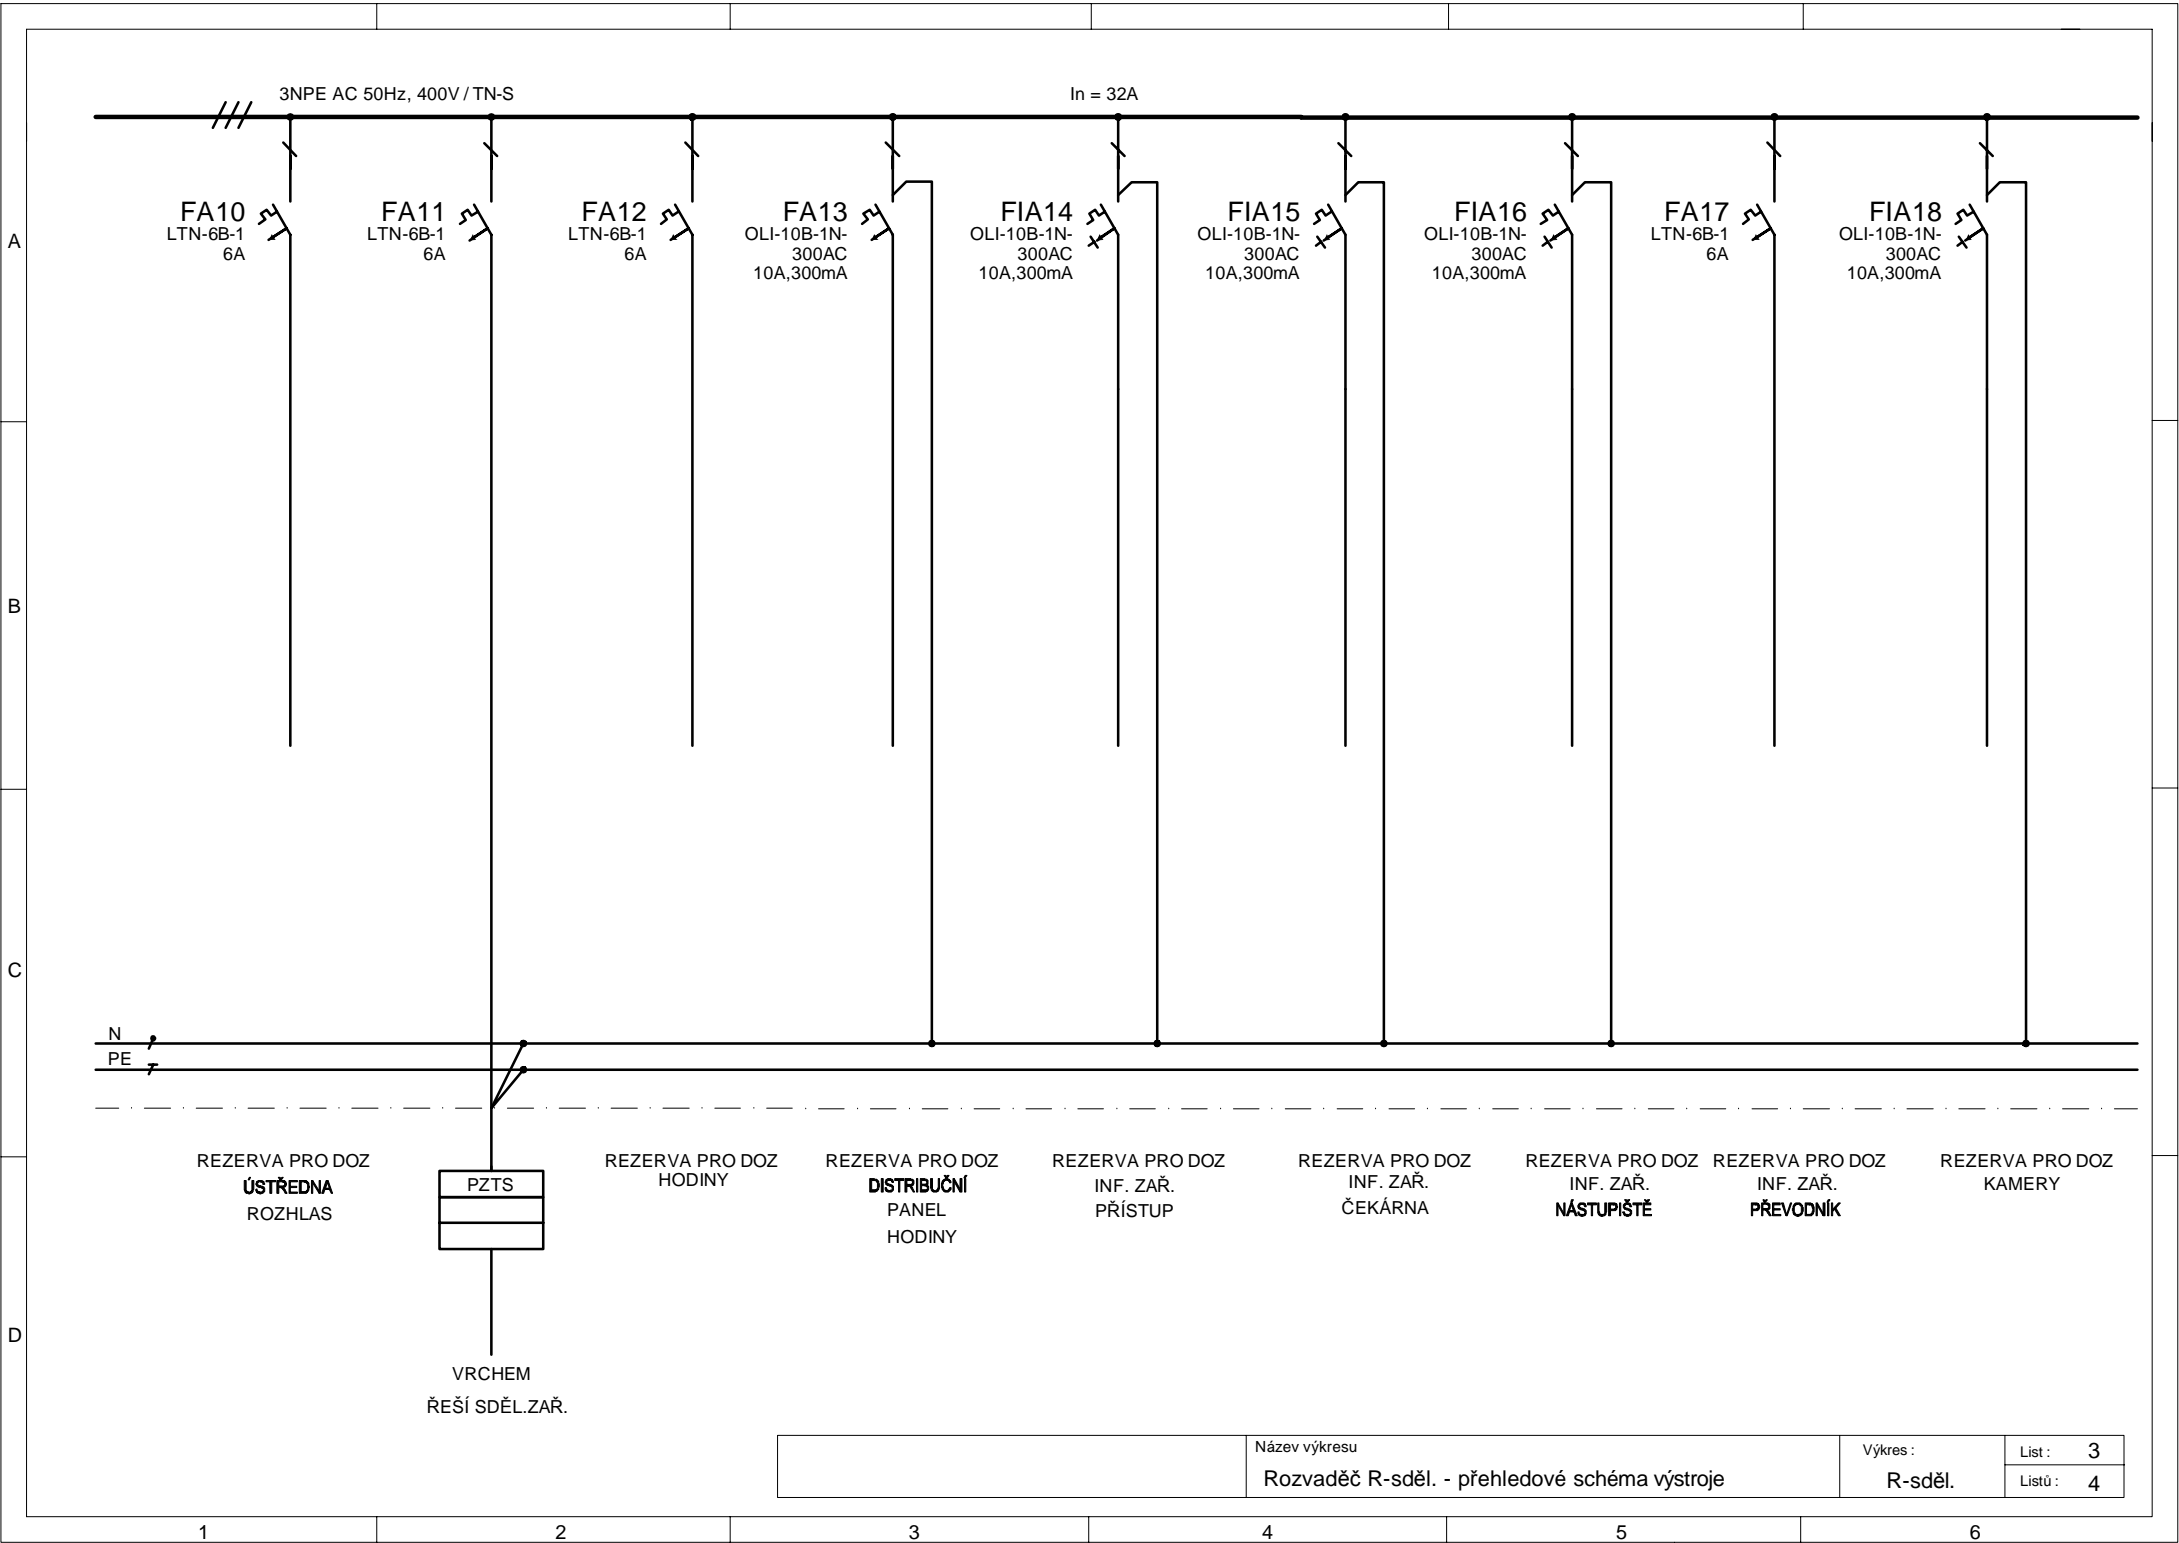 3NPE AC 50Hz, 400V / TN-S
In = 32A
FA10
LTN-6B-1
6A
FA11
LTN-6B-1
6A
FA12
LTN-6B-1
6A
FA13
OLI-10B-1N-
300AC
10A,300mA
FIA14
OLI-10B-1N-
300AC
10A,300mA
FIA15
OLI-10B-1N-
300AC
10A,300mA
FIA16
OLI-10B-1N-
300AC
10A,300mA
FA17
LTN-6B-1
6A
FIA18
OLI-10B-1N-
300AC
10A,300mA
A
B
C
D
N
PE
REZERVA PRO DOZ
ÚSTŘEDNA
ROZHLAS
PZTS
VRCHEM
ŘEŠÍ SDĚL.ZAŘ.
REZERVA PRO DOZ
HODINY
REZERVA PRO DOZ
DISTRIBUČNÍ
PANEL
HODINY
REZERVA PRO DOZ
INF. ZAŘ.
PŘÍSTUP
REZERVA PRO DOZ
INF. ZAŘ.
ČEKÁRNA
REZERVA PRO DOZ
INF. ZAŘ.
NÁSTUPIŠTĚ
REZERVA PRO DOZ
INF. ZAŘ.
PŘEVODNÍK
REZERVA PRO DOZ
KAMERY
Název výkresu
Rozvaděč R-sděl. - přehledové schéma výstroje
Výkres :
R-sděl.
List : 3
Listů : 4
1 2 3 4 5 6